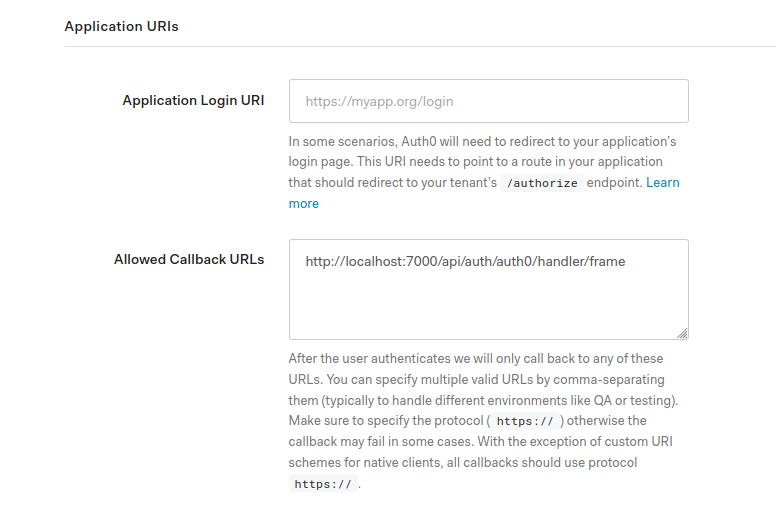 Application URIs
Application Login URI
https://myapp.org/login
In some scenarios, Auth0 will need to redirect to your application's
login page. This URI needs to point to a route in your application
that should redirect to your tenant's /authorize endpoint. Learn
more
Allowed Callback URLs
http://localhost:7000/api/auth/auth0/handler/frame
After the user authenticates we will only call back to any of these
URLs. You can specify multiple valid URLs by comma-separating
them (typically to handle different environments like QA or testing).
Make sure to specify the protocol ( https:// ) otherwise the
callback may fail in some cases. With the exception of custom URI
schemes for native clients, all callbacks should use protocol
https:// .